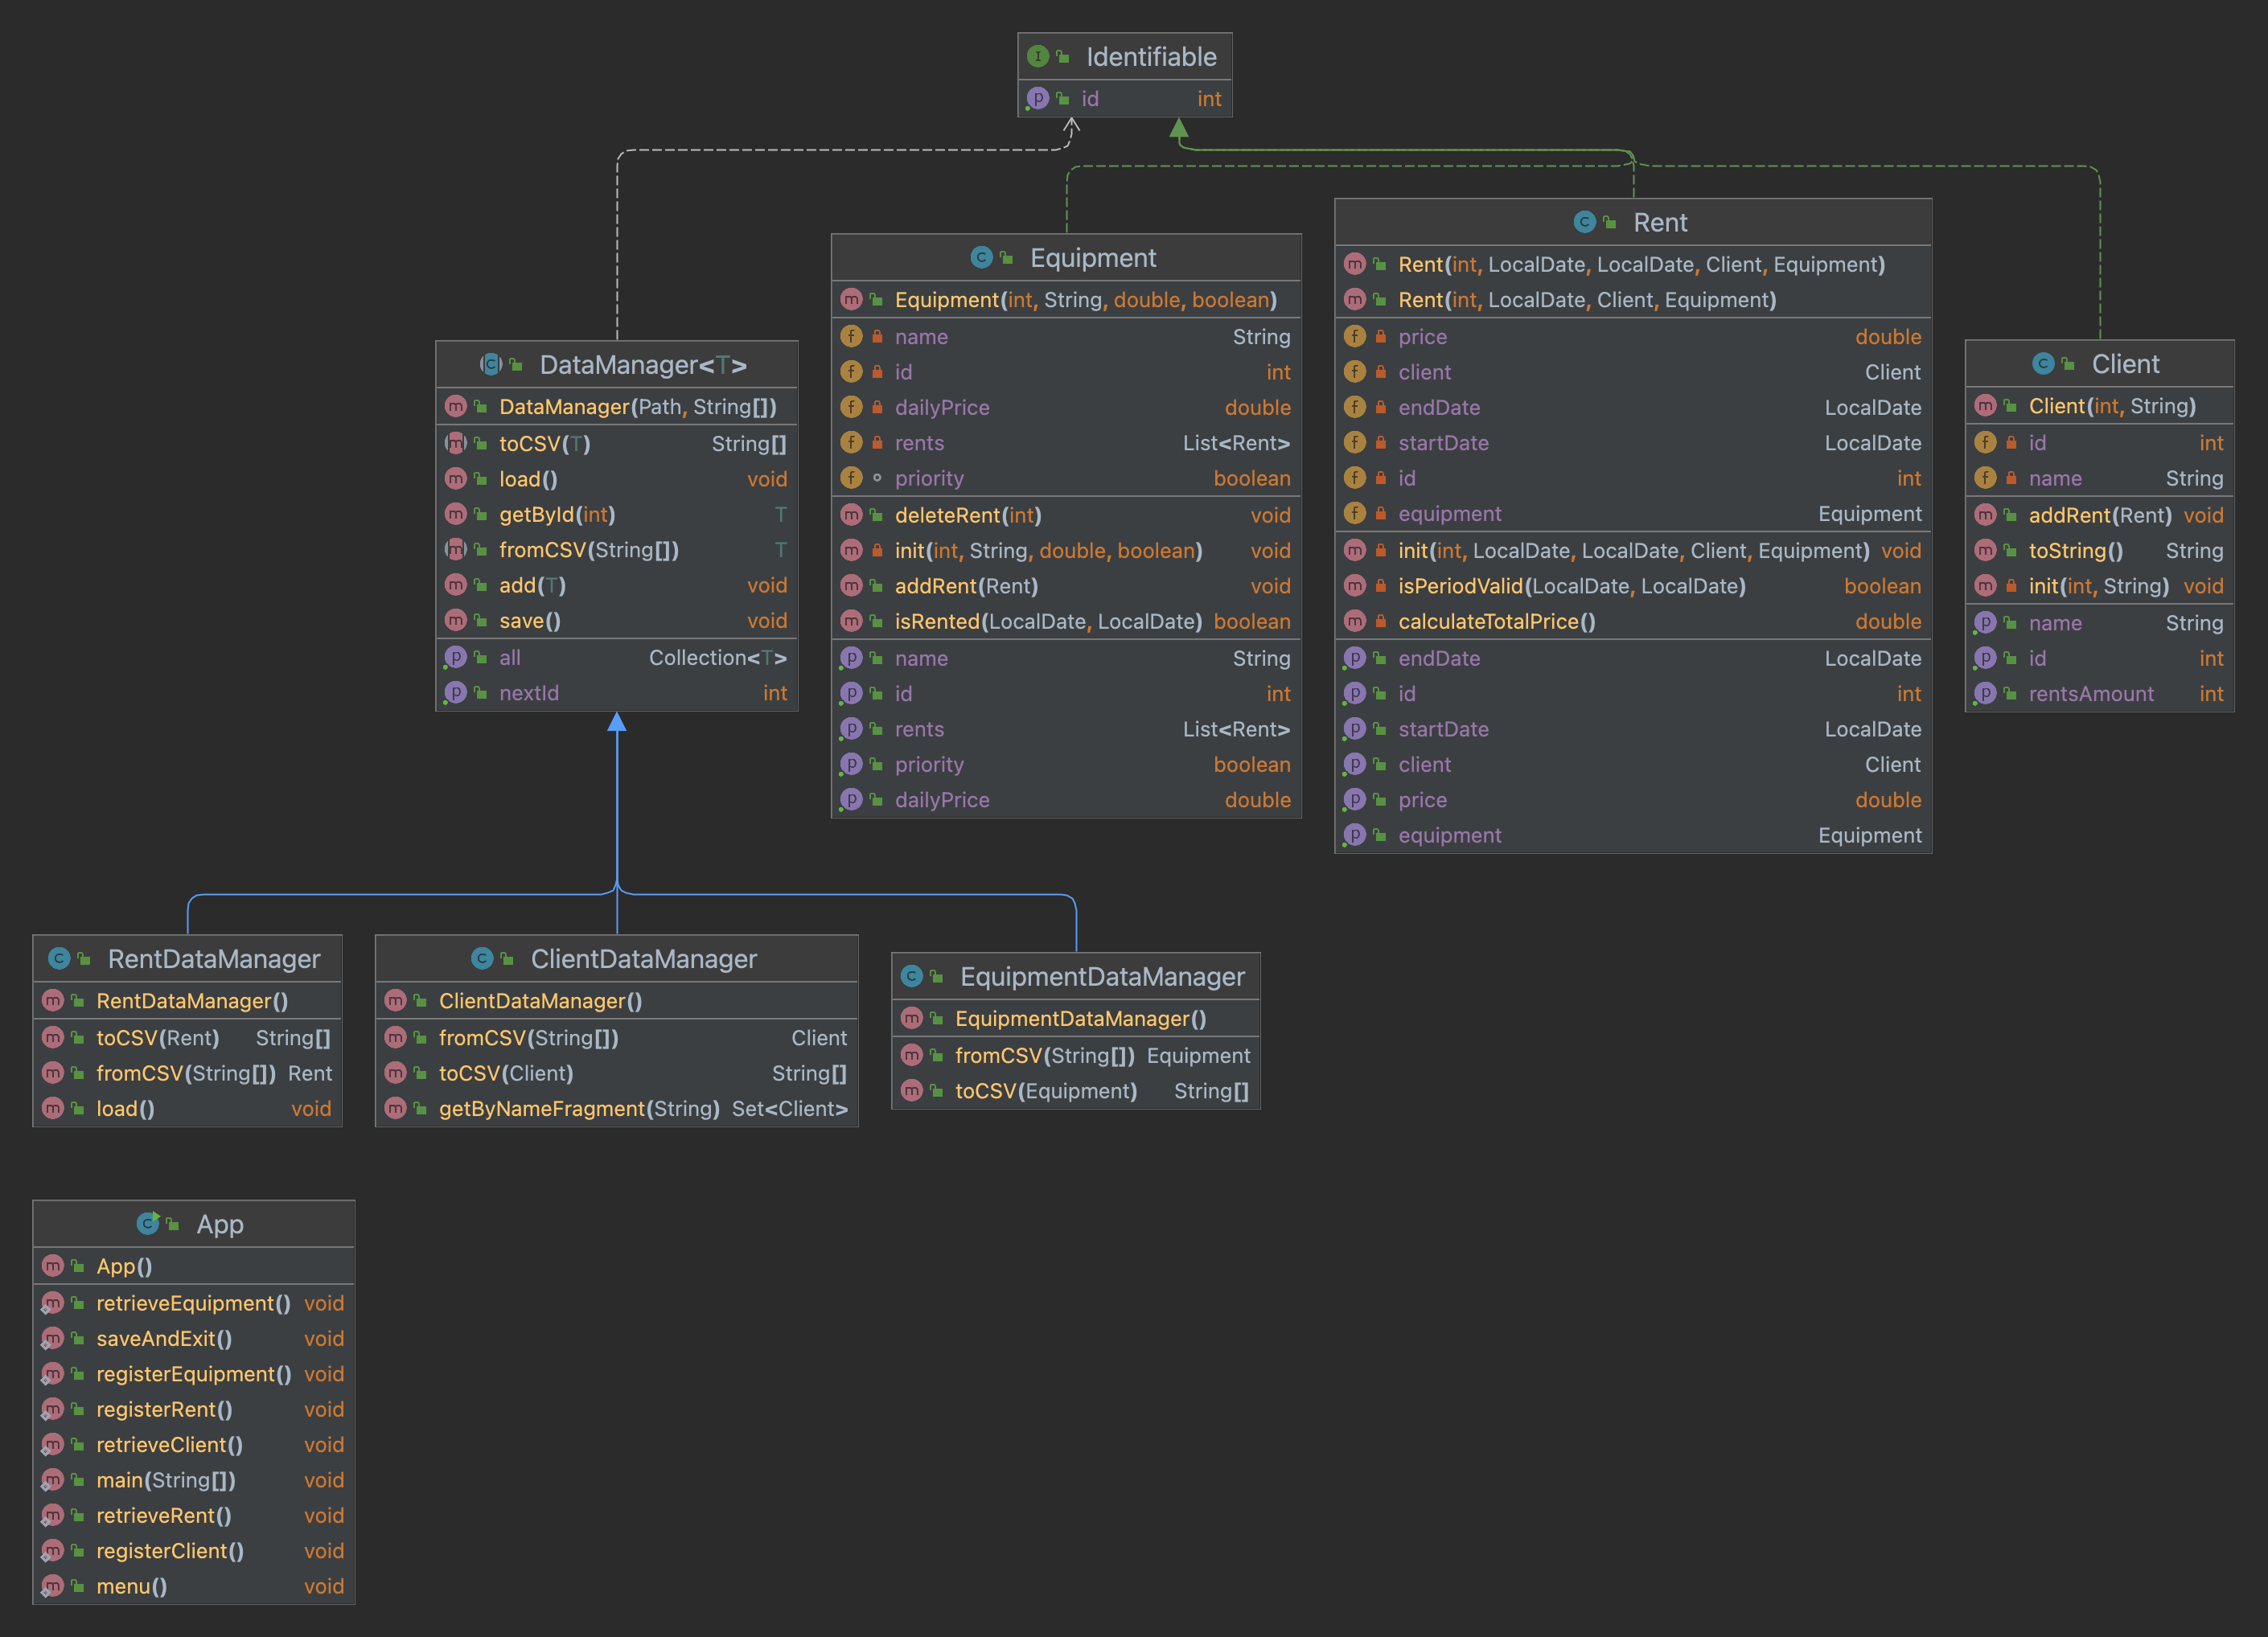 Identifiable
id int
DataManager<T>
DataManager(Path, String[])
toCSV(T) String[]
load() void
getById(int) T
fromCSV(String[]) T
add(T) void
save() void
all Collection<T>
nextId int
Equipment
Equipment(int, String, double, boolean)
name String
id int
dailyPrice double
rents List<Rent>
priority boolean
deleteRent(int) void
init(int, String, double, boolean) void
addRent(Rent) void
isRented(LocalDate, LocalDate) boolean
name String
id int
rents List<Rent>
priority boolean
dailyPrice double
Rent
Rent(int, LocalDate, LocalDate, Client, Equipment)
Rent(int, LocalDate, Client, Equipment)
price double
client Client
endDate LocalDate
startDate LocalDate
id int
equipment Equipment
init(int, LocalDate, LocalDate, Client, Equipment) void
isPeriodValid(LocalDate, LocalDate) boolean
calculateTotalPrice() double
endDate LocalDate
id int
startDate LocalDate
client Client
price double
equipment Equipment
Client
Client(int, String)
id int
name String
addRent(Rent) void
toString() String
init(int, String) void
name String
id int
rentsAmount int
RentDataManager
RentDataManager()
toCSV(Rent) String[]
fromCSV(String[]) Rent
load() void
ClientDataManager
ClientDataManager()
fromCSV(String[]) Client
toCSV(Client) String[]
getByNameFragment(String) Set<Client>
EquipmentDataManager
EquipmentDataManager()
fromCSV(String[]) Equipment
toCSV(Equipment) String[]
App
App()
retrieveEquipment() void
saveAndExit() void
registerEquipment() void
registerRent() void
retrieveClient() void
main(String[]) void
retrieveRent() void
registerClient() void
menu() void